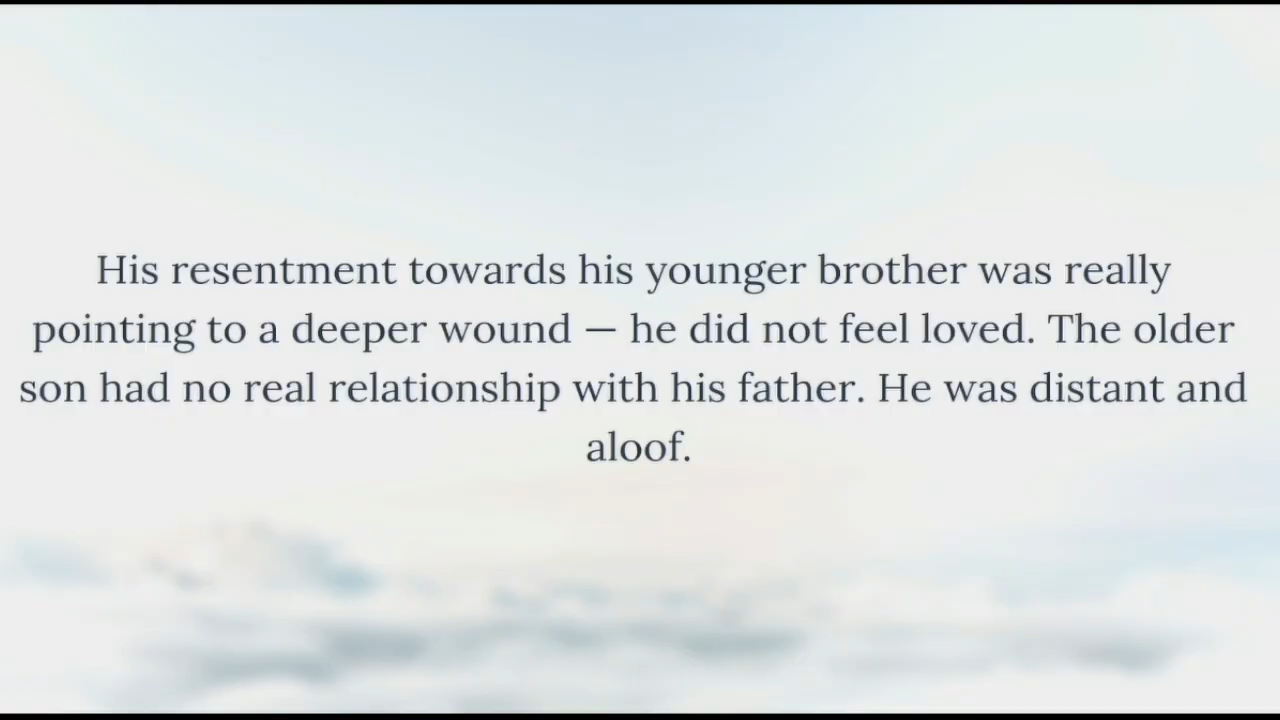 His resentment towards his younger brother was really
pointing to a deeper wound — he did not feel loved. The older
son had no real relationship with his father. He was distant and
aloof.